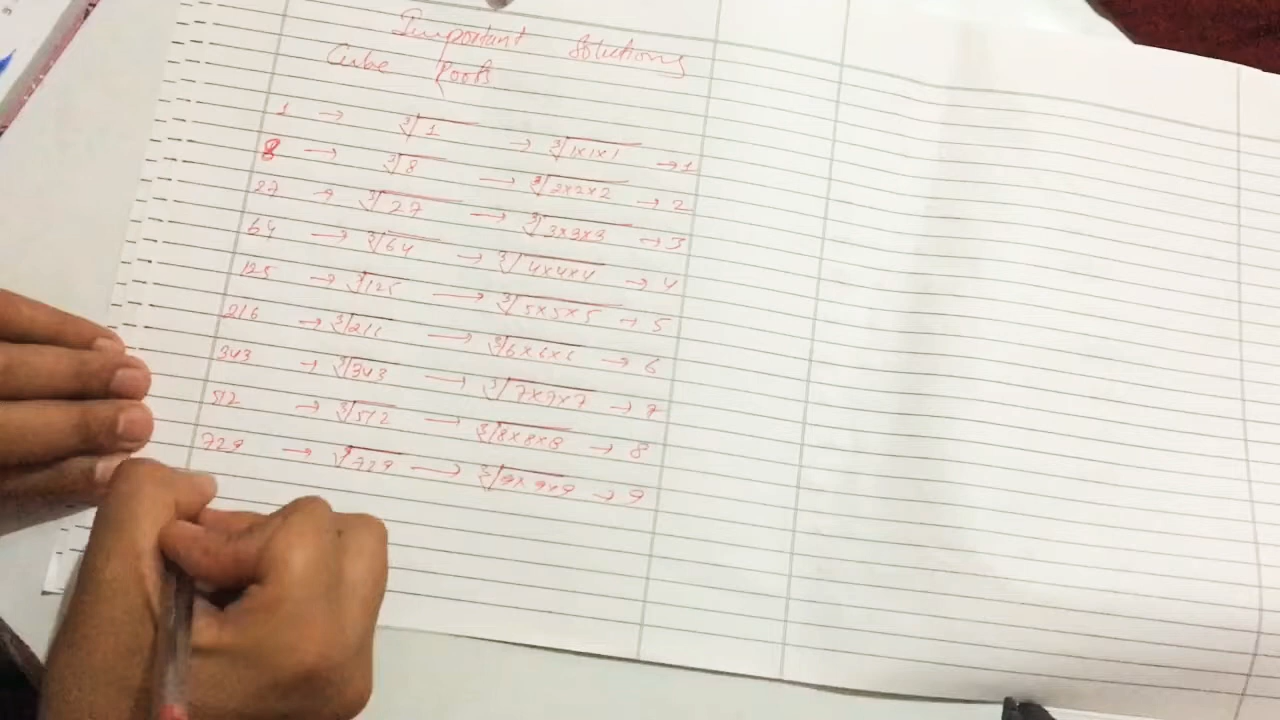 Important Solutions
Cube Roots
1 → ∛1 → ∛1×1×1 → 1
8 → ∛8 → ∛2×2×2 → 2
27 → ∛27 → ∛3×3×3 → 3
64 → ∛64 → ∛4×4×4 → 4
125 → ∛125 → ∛5×5×5 → 5
216 → ∛216 → ∛6×6×6 → 6
343 → ∛343 → ∛7×7×7 → 7
512 → ∛512 → ∛8×8×8 → 8
729 → ∛729 → ∛9×9×9 → 9